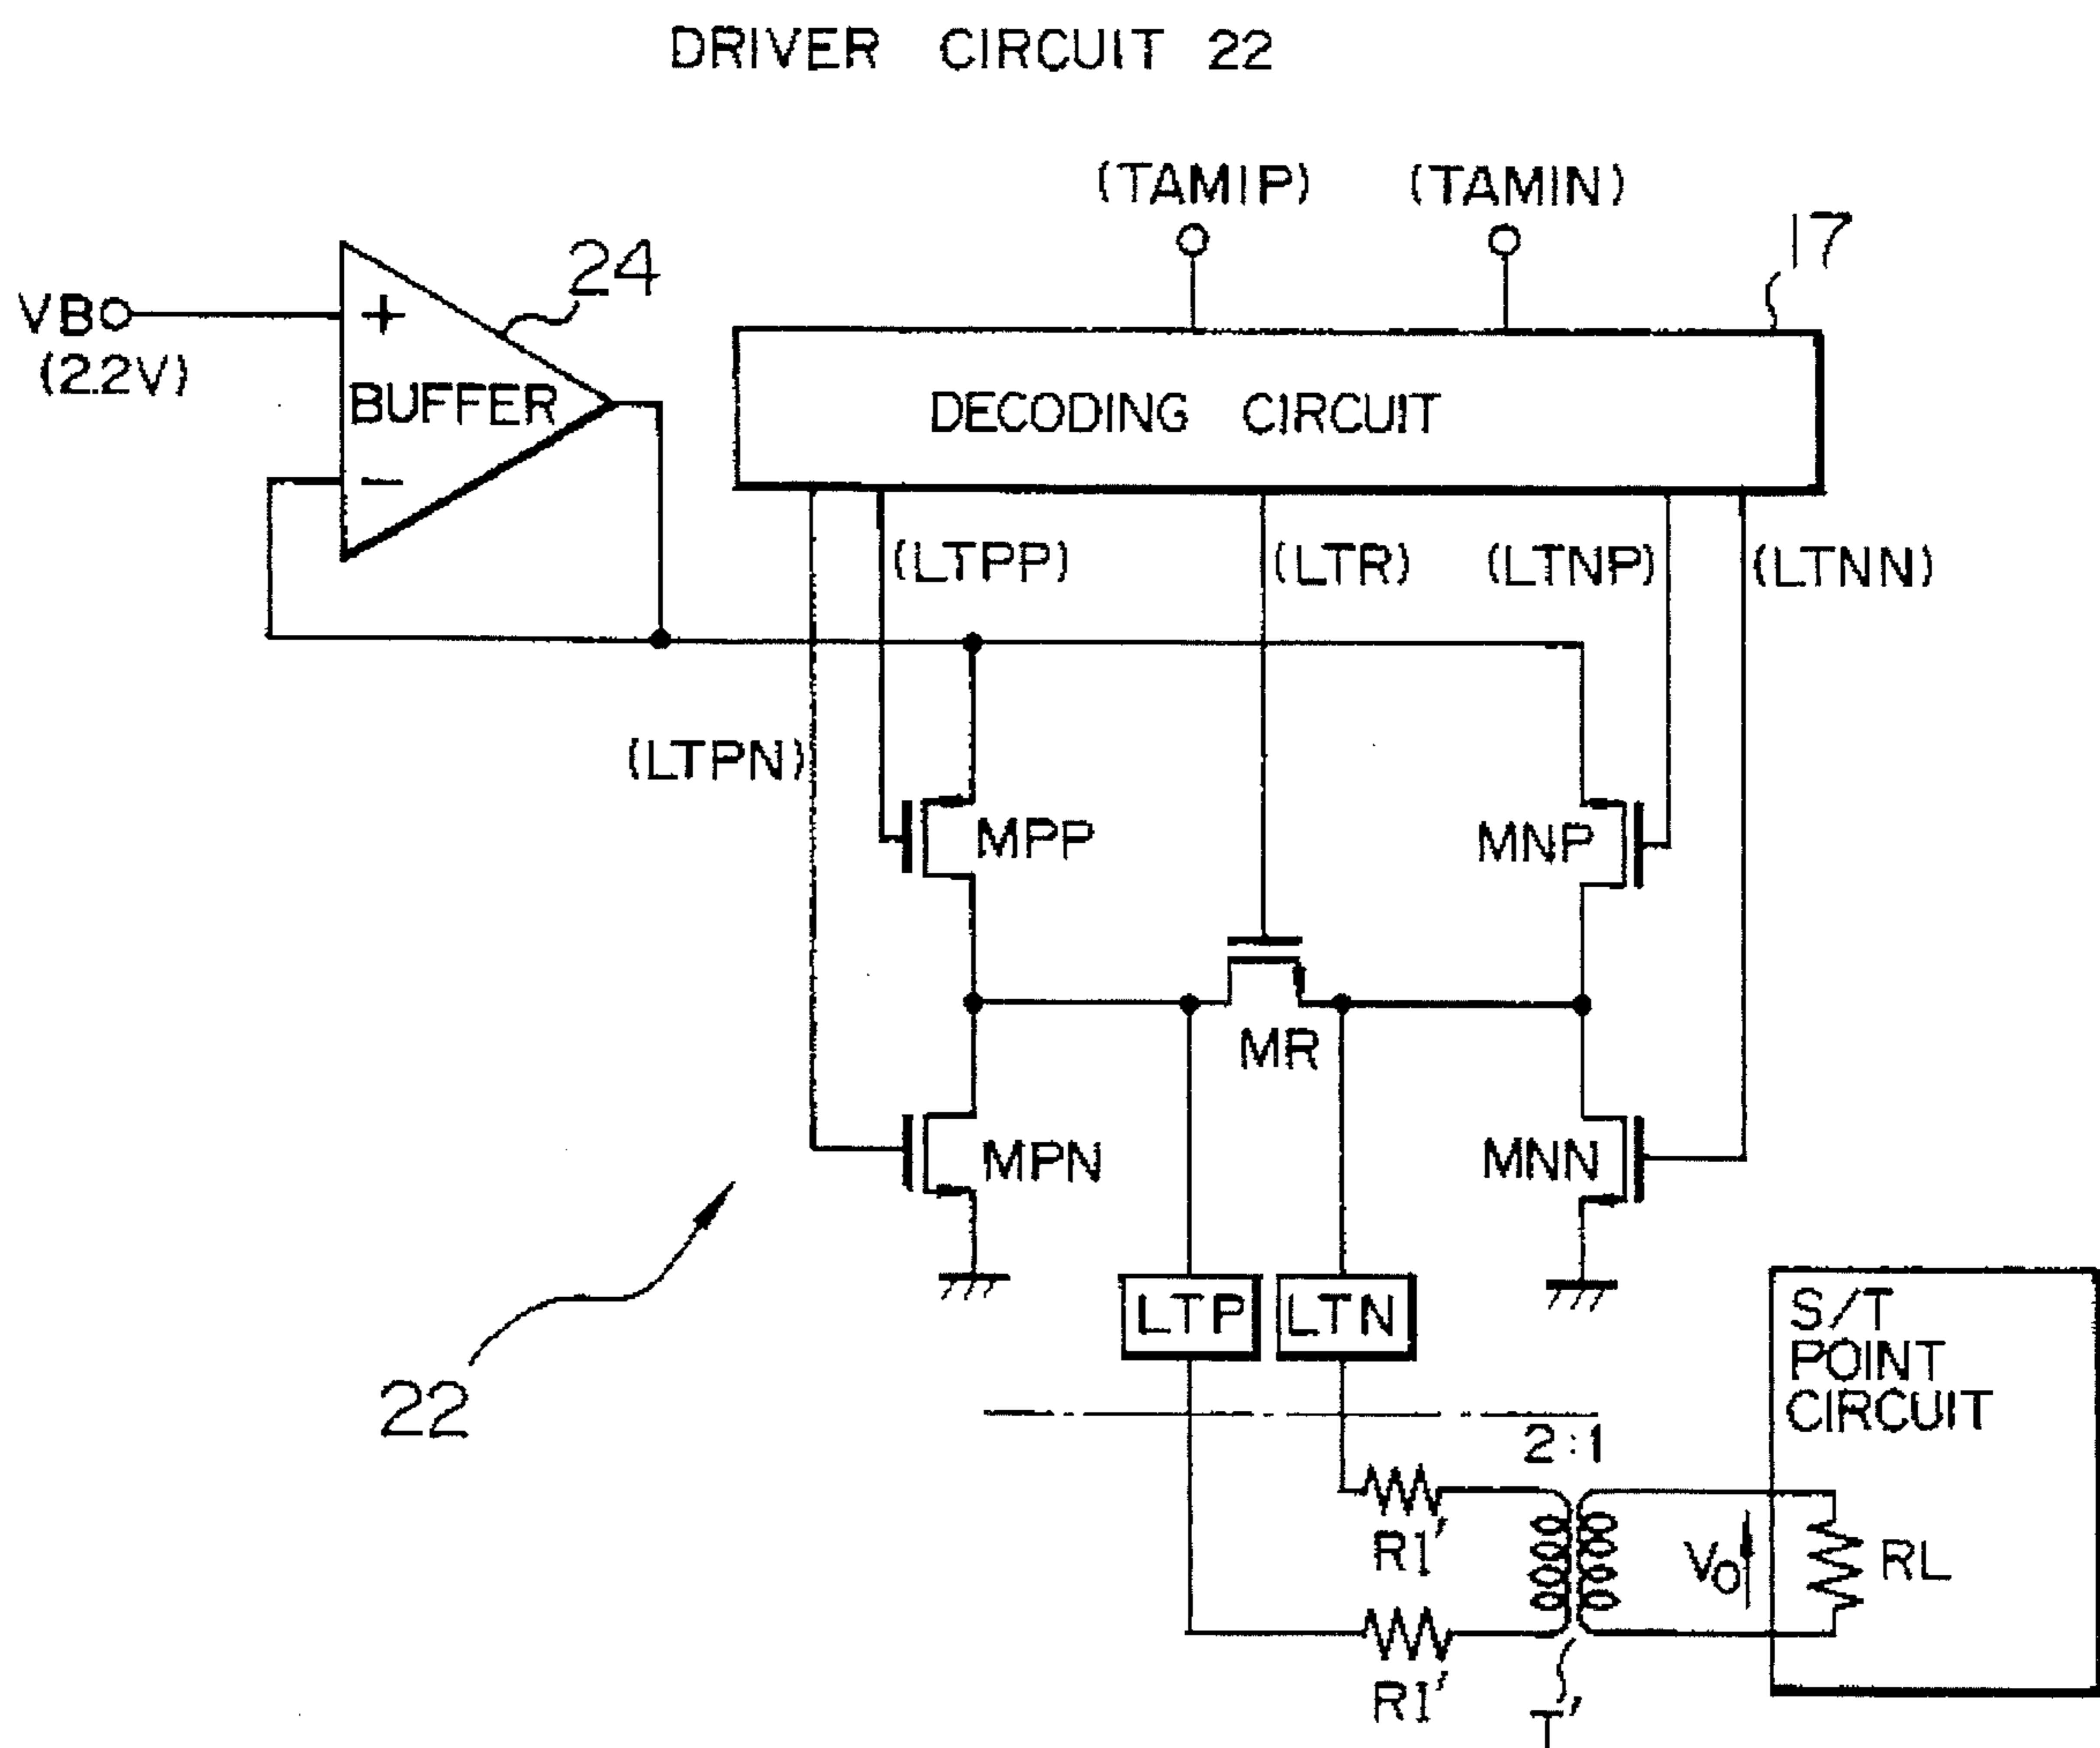 DRIVER CIRCUIT 22
(TAMIP) (TAMIN)
17
24
VB
(2.2V)
+
BUFFER
−
DECODING CIRCUIT
(LTPP) (LTR) (LTNP) (LTNN)
(LTPN)
MPP
MNP
MR
MPN
MNN
22
LTP LTN
S/T
POINT
CIRCUIT
2:1
R1'
Vo
RL
R1'
T'